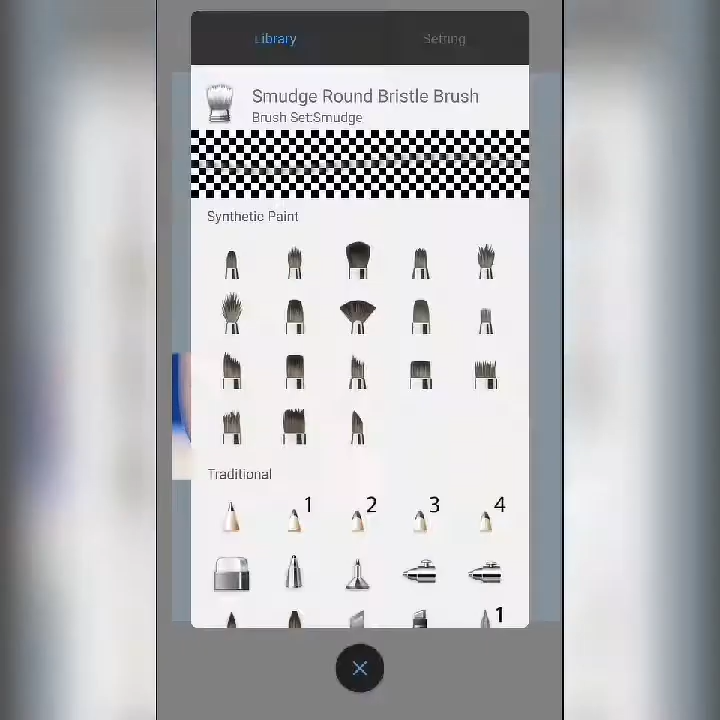 Library
Setting
Smudge Round Bristle Brush
Brush Set:Smudge
Synthetic Paint
Traditional
1 2 3 4
1